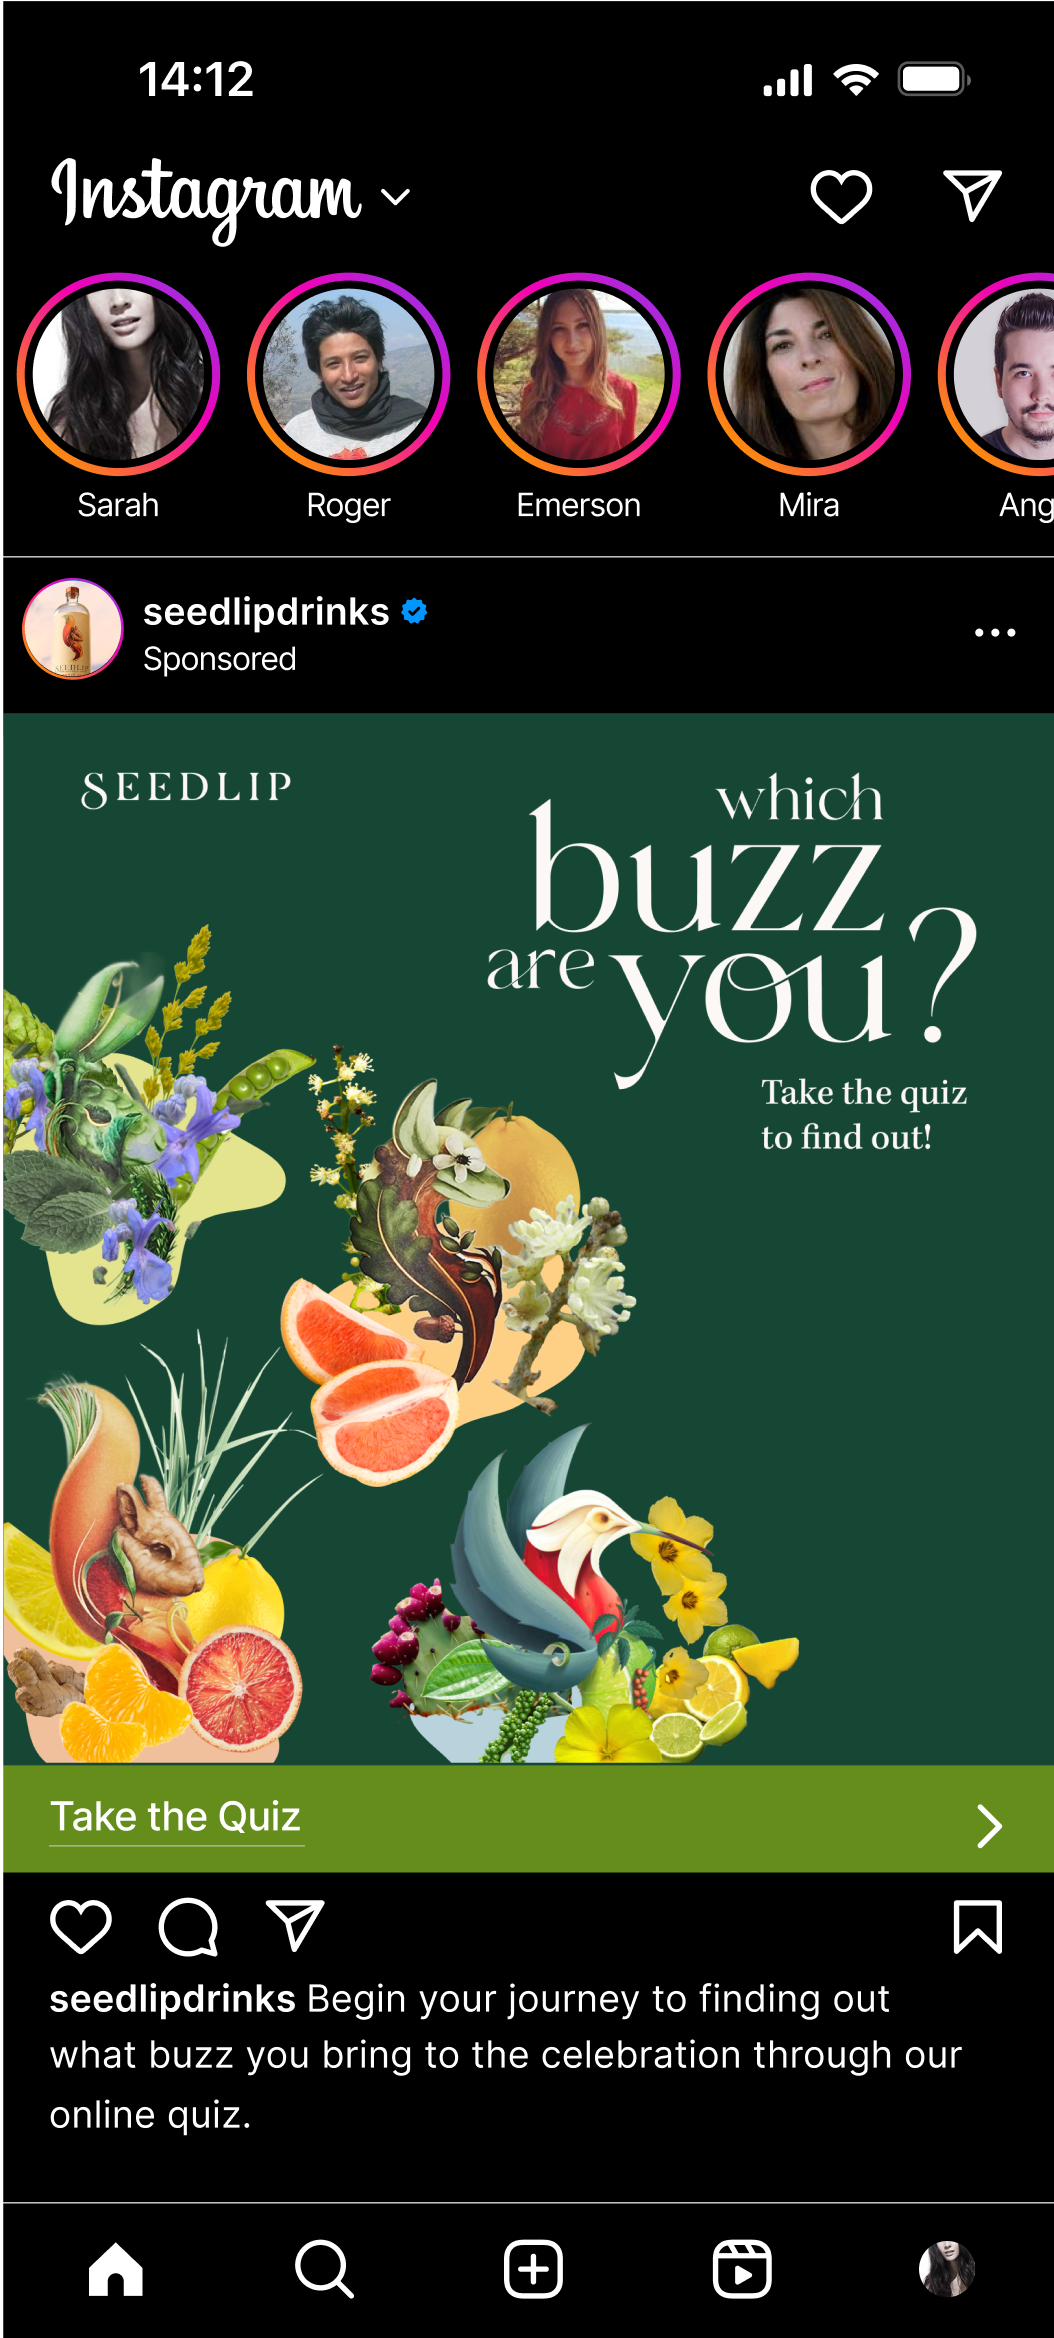 14:12
Instagram
Sarah
Roger
Emerson
Mira
Ang
seedlipdrinks
Sponsored
SEEDLIP
SEEDLIP
which
buzz
are you?
Take the quiz
to find out!
Take the Quiz
seedlipdrinks Begin your journey to finding out
what buzz you bring to the celebration through our
online quiz.